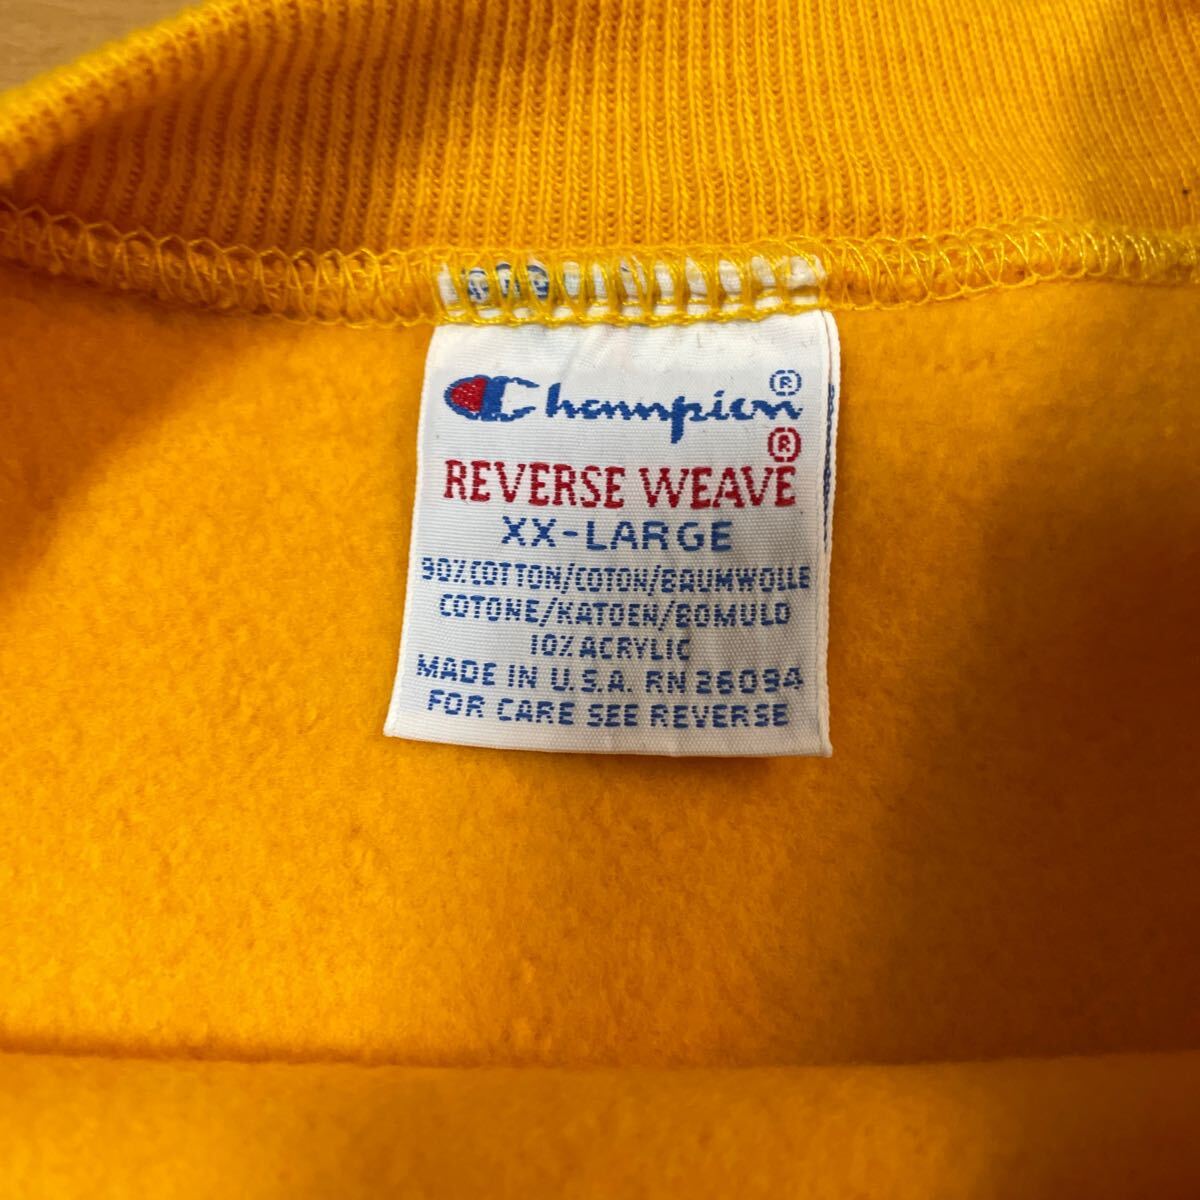 Champion®
REVERSE WEAVE®
XX-LARGE
90% COTTON/COTON/BAUMWOLLE
COTONE/KATOEN/BOMULD
10% ACRYLIC
MADE IN U.S.A. RN 26094
FOR CARE SEE REVERSE